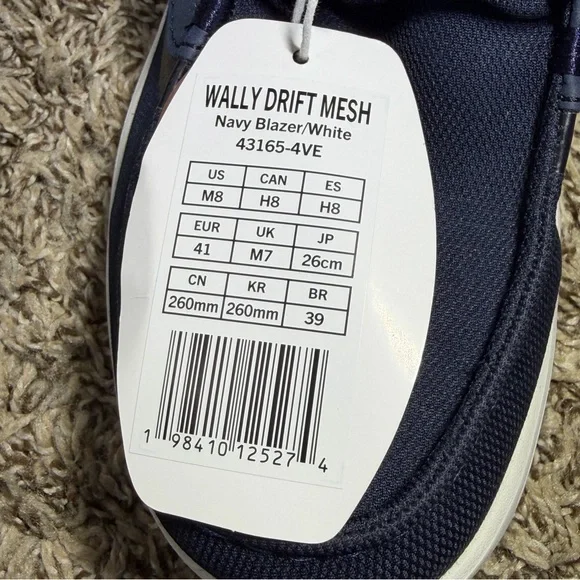 WALLY DRIFT MESH
Navy Blazer/White
43165-4VE
US CAN ES
M8 H8 H8
EUR UK JP
41 M7 26cm
CN KR BR
260mm 260mm 39
1 98410 12527 4